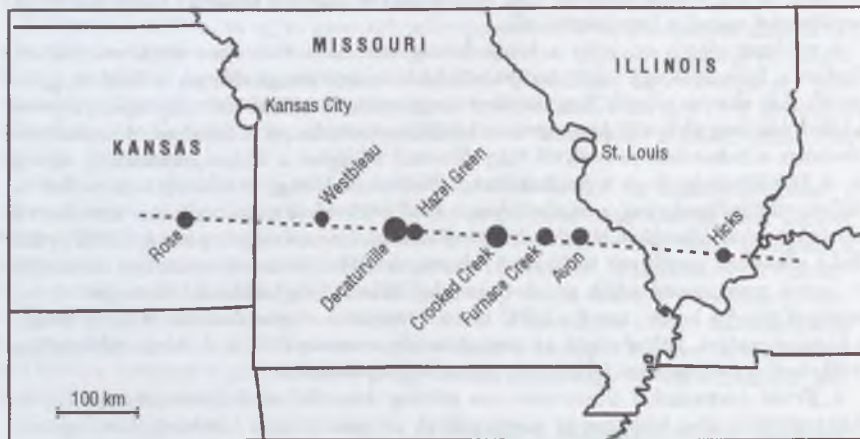 MISSOURI
ILLINOIS
Kansas City
KANSAS
St. Louis
Westbleau
Hazel Green
Rose
Decaturville
Crooked Creek
Furnace Creek
Avon
Hicks
100 km